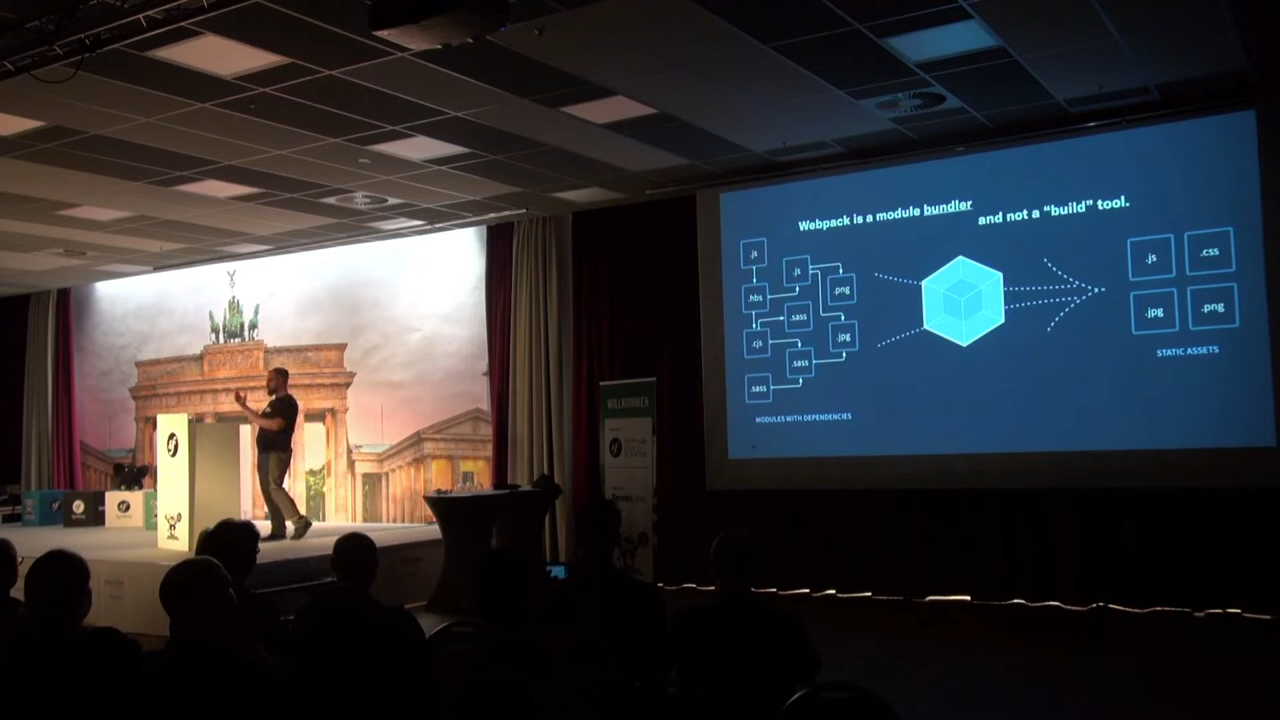 Webpack is a module bundler
and not a "build" tool.
.js
.js
.hbs
.png
.sass
.cjs
.jpg
.sass
.sass
MODULES WITH DEPENDENCIES
.js
.css
.jpg
.png
STATIC ASSETS
WILLKOMMEN
sf